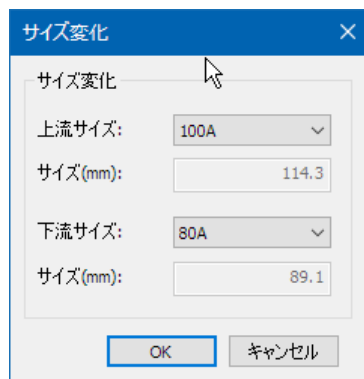 サイズ変化
サイズ変化
上流サイズ: 100A
サイズ(mm): 114.3
下流サイズ: 80A
サイズ(mm): 89.1
OK キャンセル